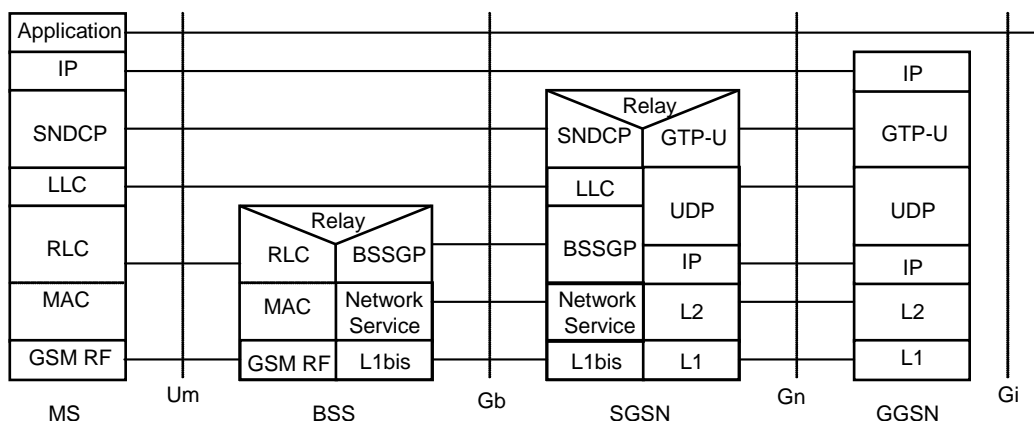 Application
IP
SNDCP
LLC
RLC
MAC
GSM RF
MS
Um
Relay
RLC
BSSGP
MAC
Network
Service
GSM RF
L1bis
BSS
Gb
Relay
SNDCP
GTP-U
LLC
UDP
BSSGP
IP
Network
Service
L2
L1bis
L1
SGSN
Gn
IP
GTP-U
UDP
IP
L2
L1
GGSN
Gi